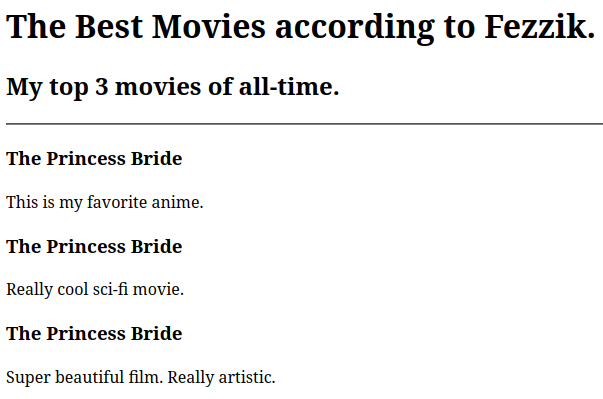 The Best Movies according to Fezzik.
My top 3 movies of all-time.
The Princess Bride
This is my favorite anime.
The Princess Bride
Really cool sci-fi movie.
The Princess Bride
Super beautiful film. Really artistic.